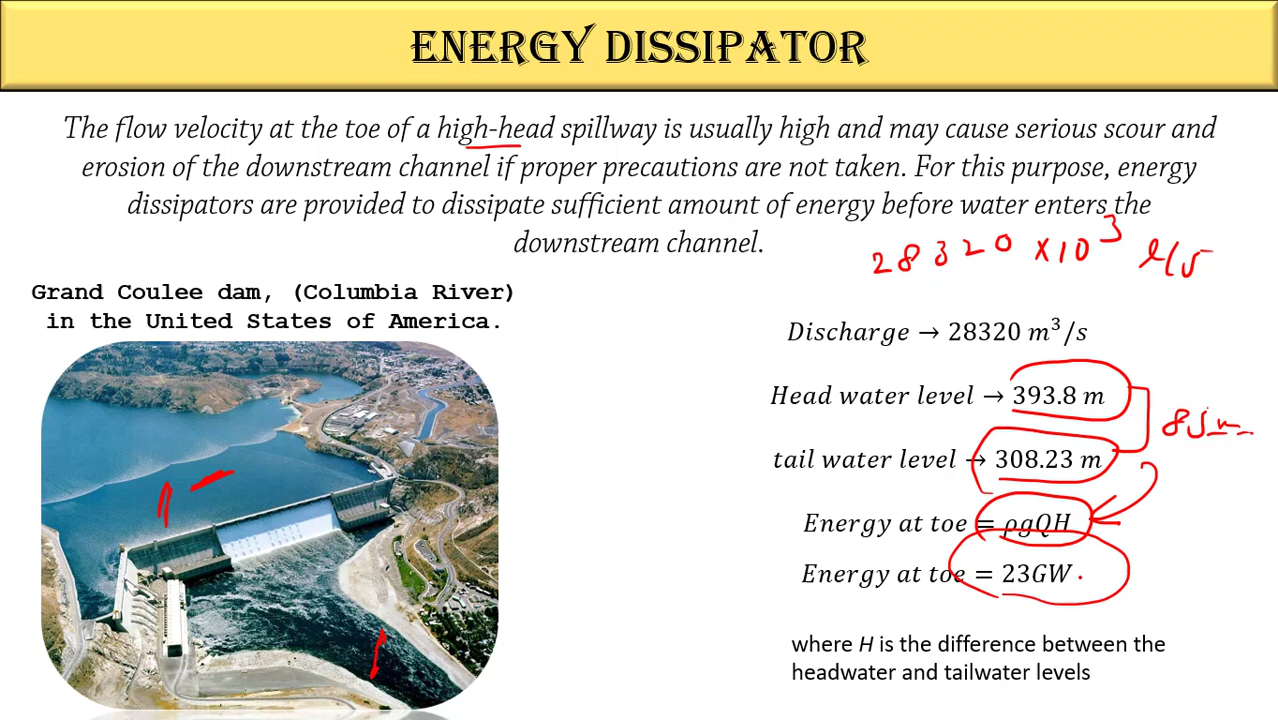 ENERGY DISSIPATOR
The flow velocity at the toe of a high-head spillway is usually high and may cause serious scour and
erosion of the downstream channel if proper precautions are not taken. For this purpose, energy
dissipators are provided to dissipate sufficient amount of energy before water enters the
downstream channel.
28320 ×10³ l/s
Grand Coulee dam, (Columbia River)
in the United States of America.
Discharge → 28320 m³/s
Head water level → 393.8 m
85m
tail water level → 308.23 m
Energy at toe = ρgQH
Energy at toe = 23GW
where H is the difference between the
headwater and tailwater levels